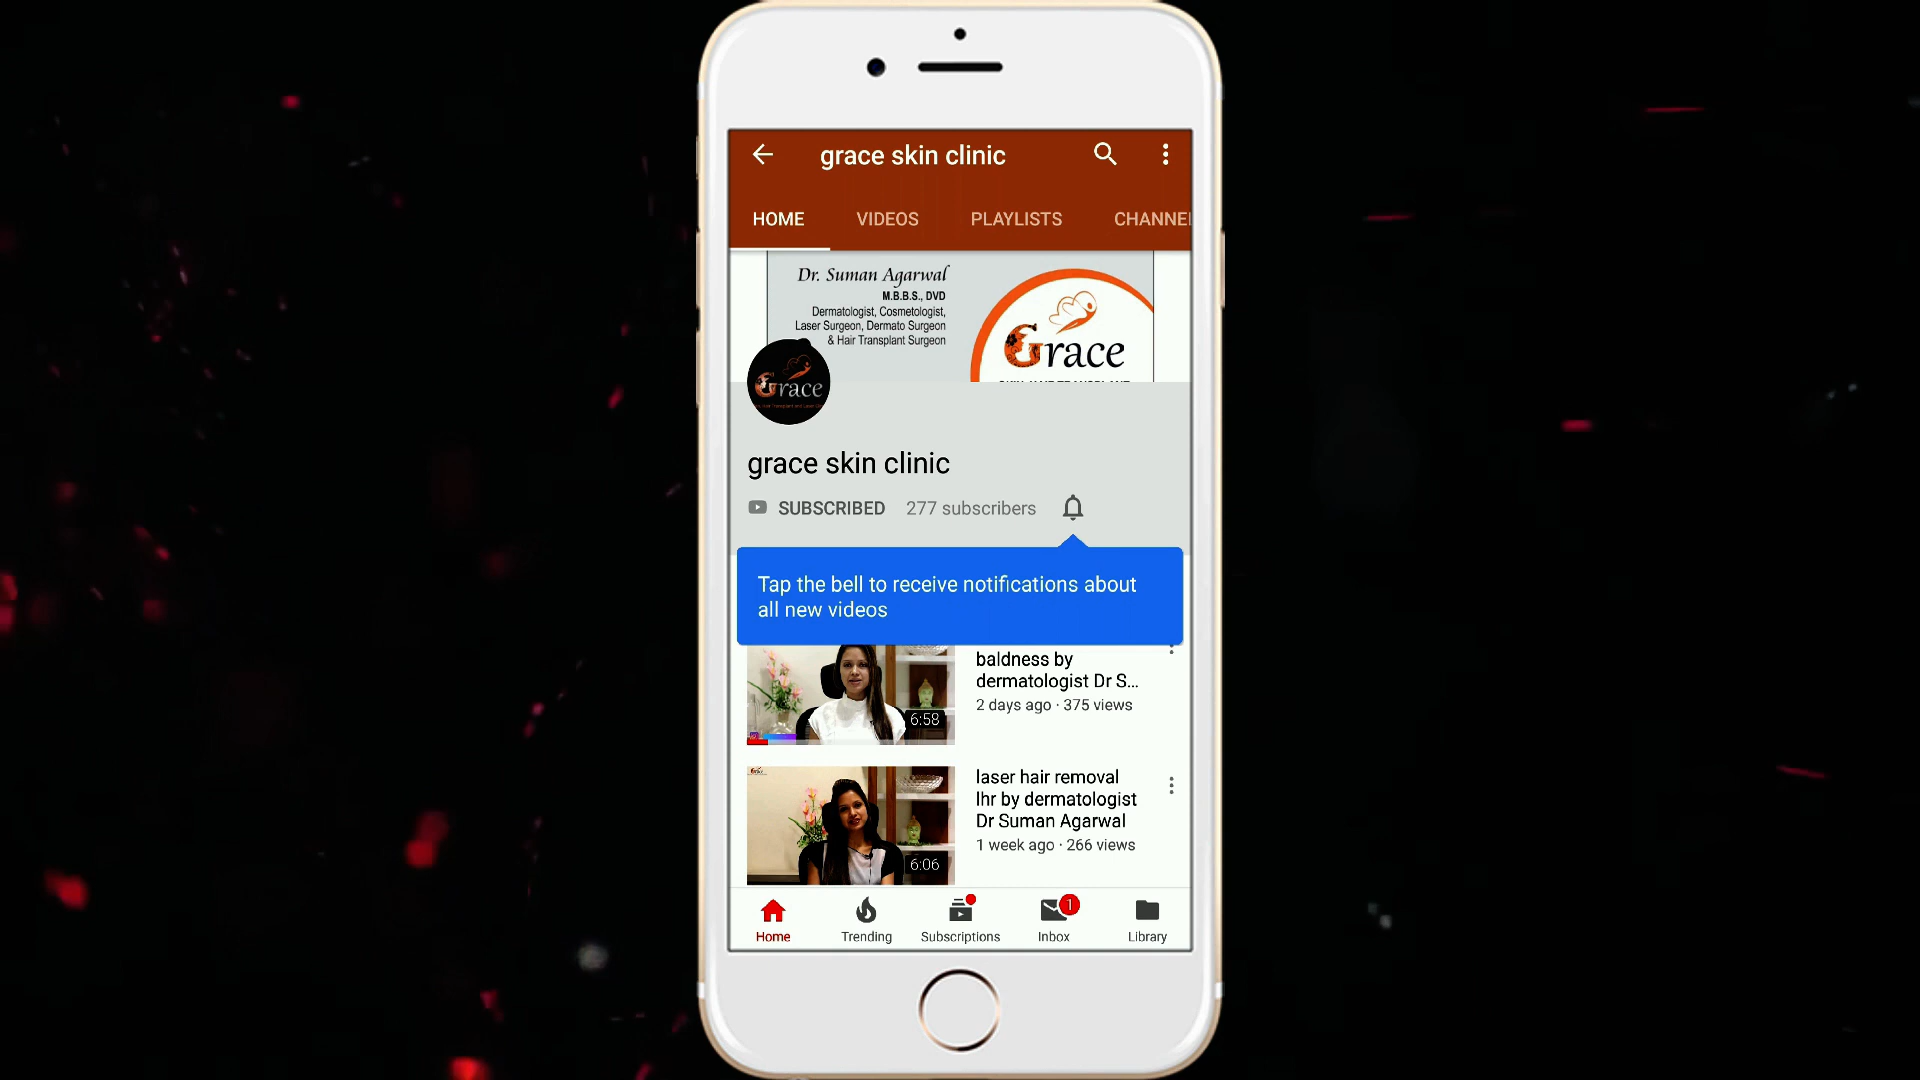 grace skin clinic
HOME VIDEOS PLAYLISTS CHANNEL
Dr. Suman Agarwal
M.B.B.S., DVD
Dermatologist, Cosmetologist,
Laser Surgeon, Dermato Surgeon
& Hair Transplant Surgeon
Grace
Grace
grace skin clinic
SUBSCRIBED 277 subscribers
Tap the bell to receive notifications about
all new videos
baldness by
dermatologist Dr S...
2 days ago · 375 views
6:58
laser hair removal
lhr by dermatologist
Dr Suman Agarwal
1 week ago · 266 views
6:06
1
Home Trending Subscriptions Inbox Library